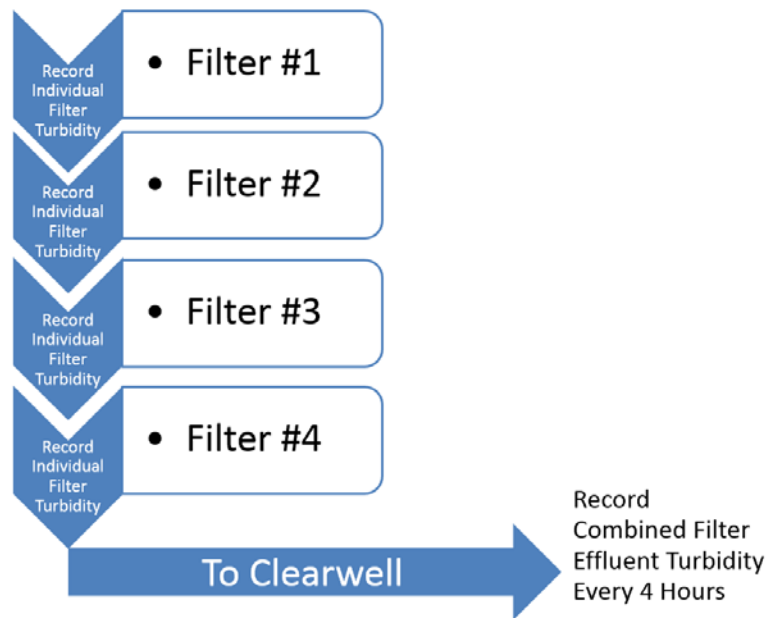 Record
Individual
Filter
Turbidity
• Filter #1
Record
Individual
Filter
Turbidity
• Filter #2
Record
Individual
Filter
Turbidity
• Filter #3
Record
Individual
Filter
Turbidity
• Filter #4
To Clearwell
Record
Combined Filter
Effluent Turbidity
Every 4 Hours